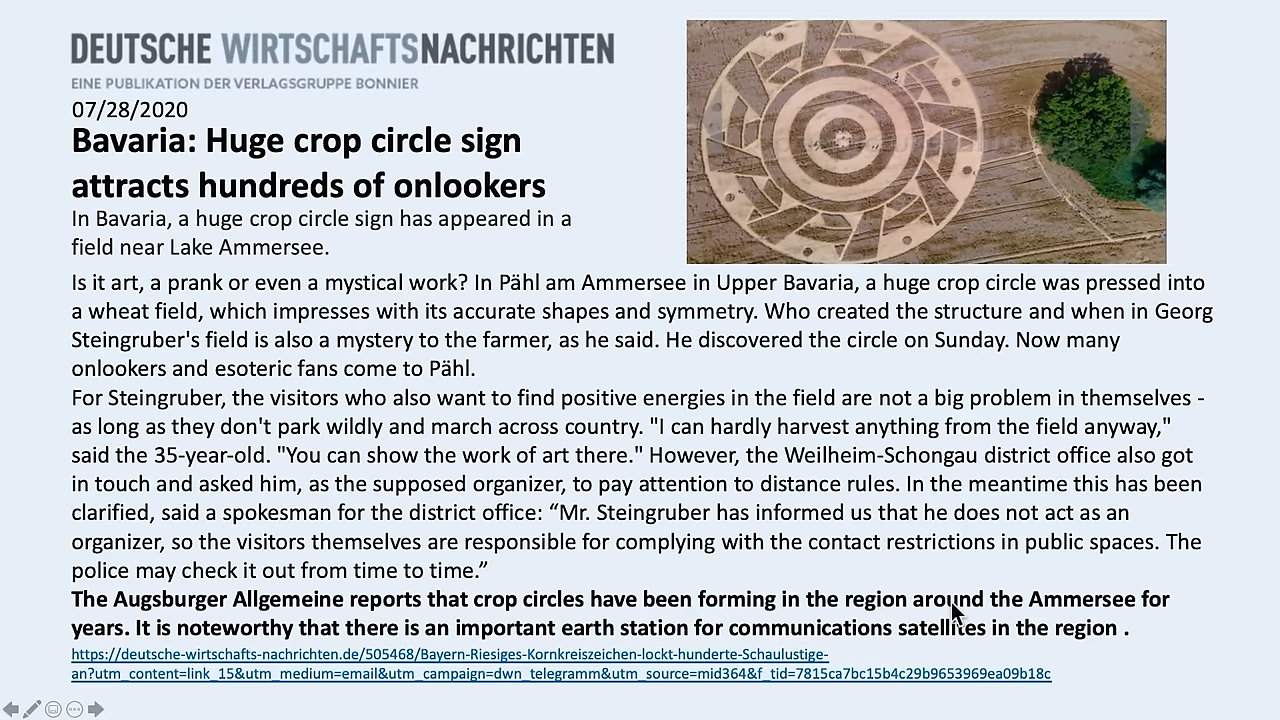 DEUTSCHE WIRTSCHAFTSNACHRICHTEN
EINE PUBLIKATION DER VERLAGSGRUPPE BONNIER
07/28/2020
Bavaria: Huge crop circle sign
attracts hundreds of onlookers
In Bavaria, a huge crop circle sign has appeared in a
field near Lake Ammersee.
Is it art, a prank or even a mystical work? In Pähl am Ammersee in Upper Bavaria, a huge crop circle was pressed into
a wheat field, which impresses with its accurate shapes and symmetry. Who created the structure and when in Georg
Steingruber's field is also a mystery to the farmer, as he said. He discovered the circle on Sunday. Now many
onlookers and esoteric fans come to Pähl.
For Steingruber, the visitors who also want to find positive energies in the field are not a big problem in themselves -
as long as they don't park wildly and march across country. "I can hardly harvest anything from the field anyway,"
said the 35-year-old. "You can show the work of art there." However, the Weilheim-Schongau district office also got
in touch and asked him, as the supposed organizer, to pay attention to distance rules. In the meantime this has been
clarified, said a spokesman for the district office: “Mr. Steingruber has informed us that he does not act as an
organizer, so the visitors themselves are responsible for complying with the contact restrictions in public spaces. The
police may check it out from time to time.”
The Augsburger Allgemeine reports that crop circles have been forming in the region around the Ammersee for
years. It is noteworthy that there is an important earth station for communications satellites in the region .
https://deutsche-wirtschafts-nachrichten.de/505468/Bayern-Riesiges-Kornkreiszeichen-lockt-hunderte-Schaulustige-
an?utm_content=link_15&utm_medium=email&utm_campaign=dwn_telegramm&utm_source=mid364&f_tid=7815ca7bc15b4c29b9653969ea09b18c